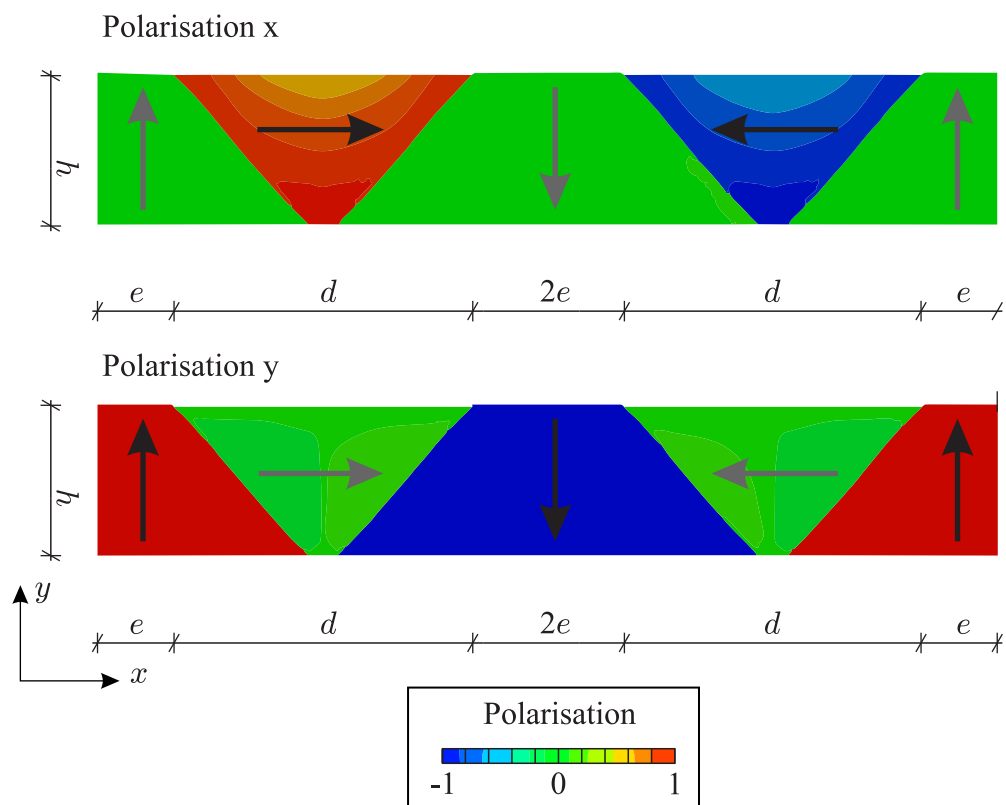 Polarisation x
h
e d 2e d e
Polarisation y
h
y
e d 2e d e
x
Polarisation
-1 0 1